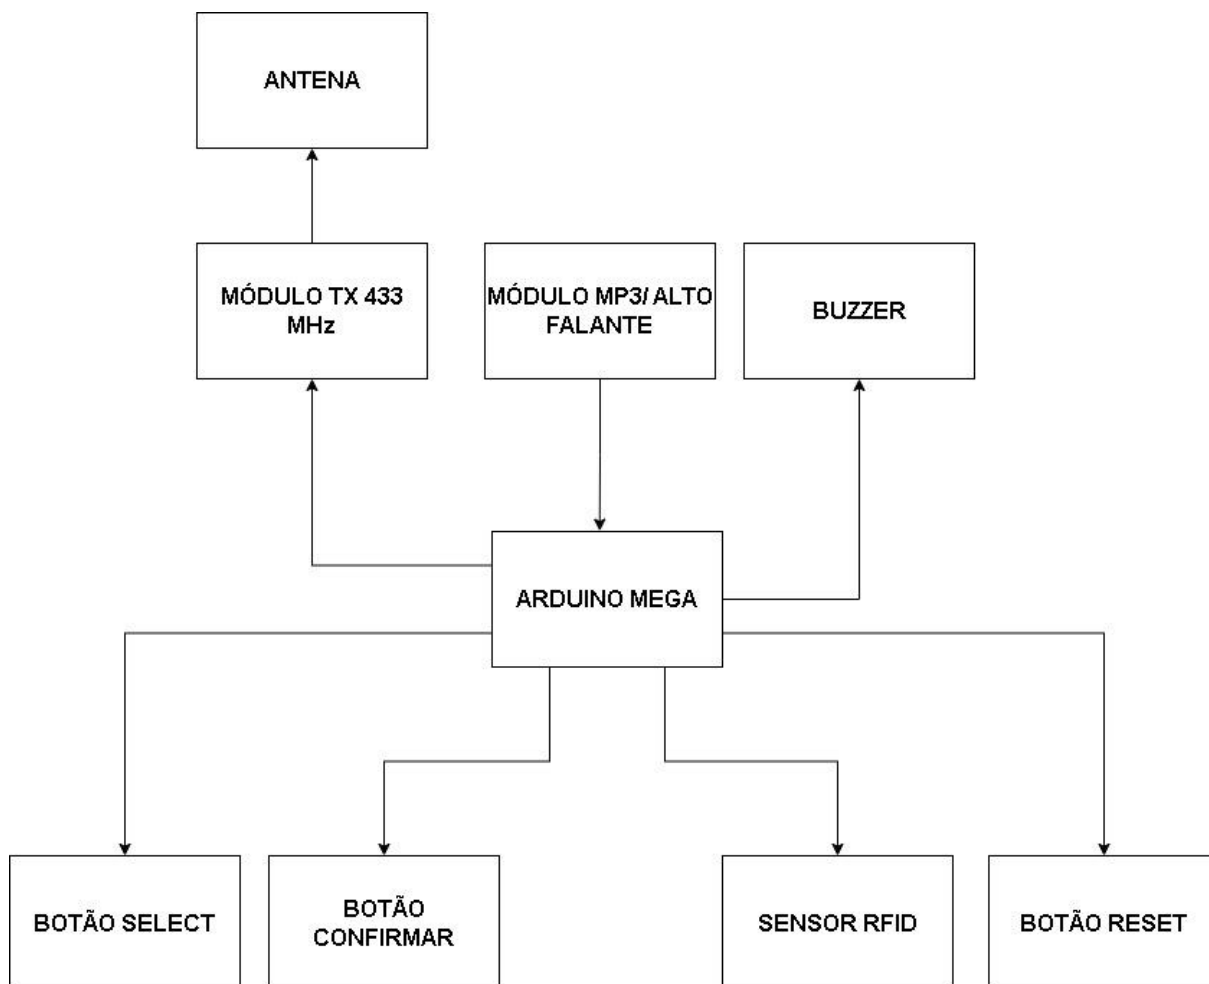 ANTENA
MÓDULO TX 433
MHz
MÓDULO MP3/ ALTO
FALANTE
BUZZER
ARDUINO MEGA
BOTÃO SELECT
BOTÃO
CONFIRMAR
SENSOR RFID
BOTÃO RESET